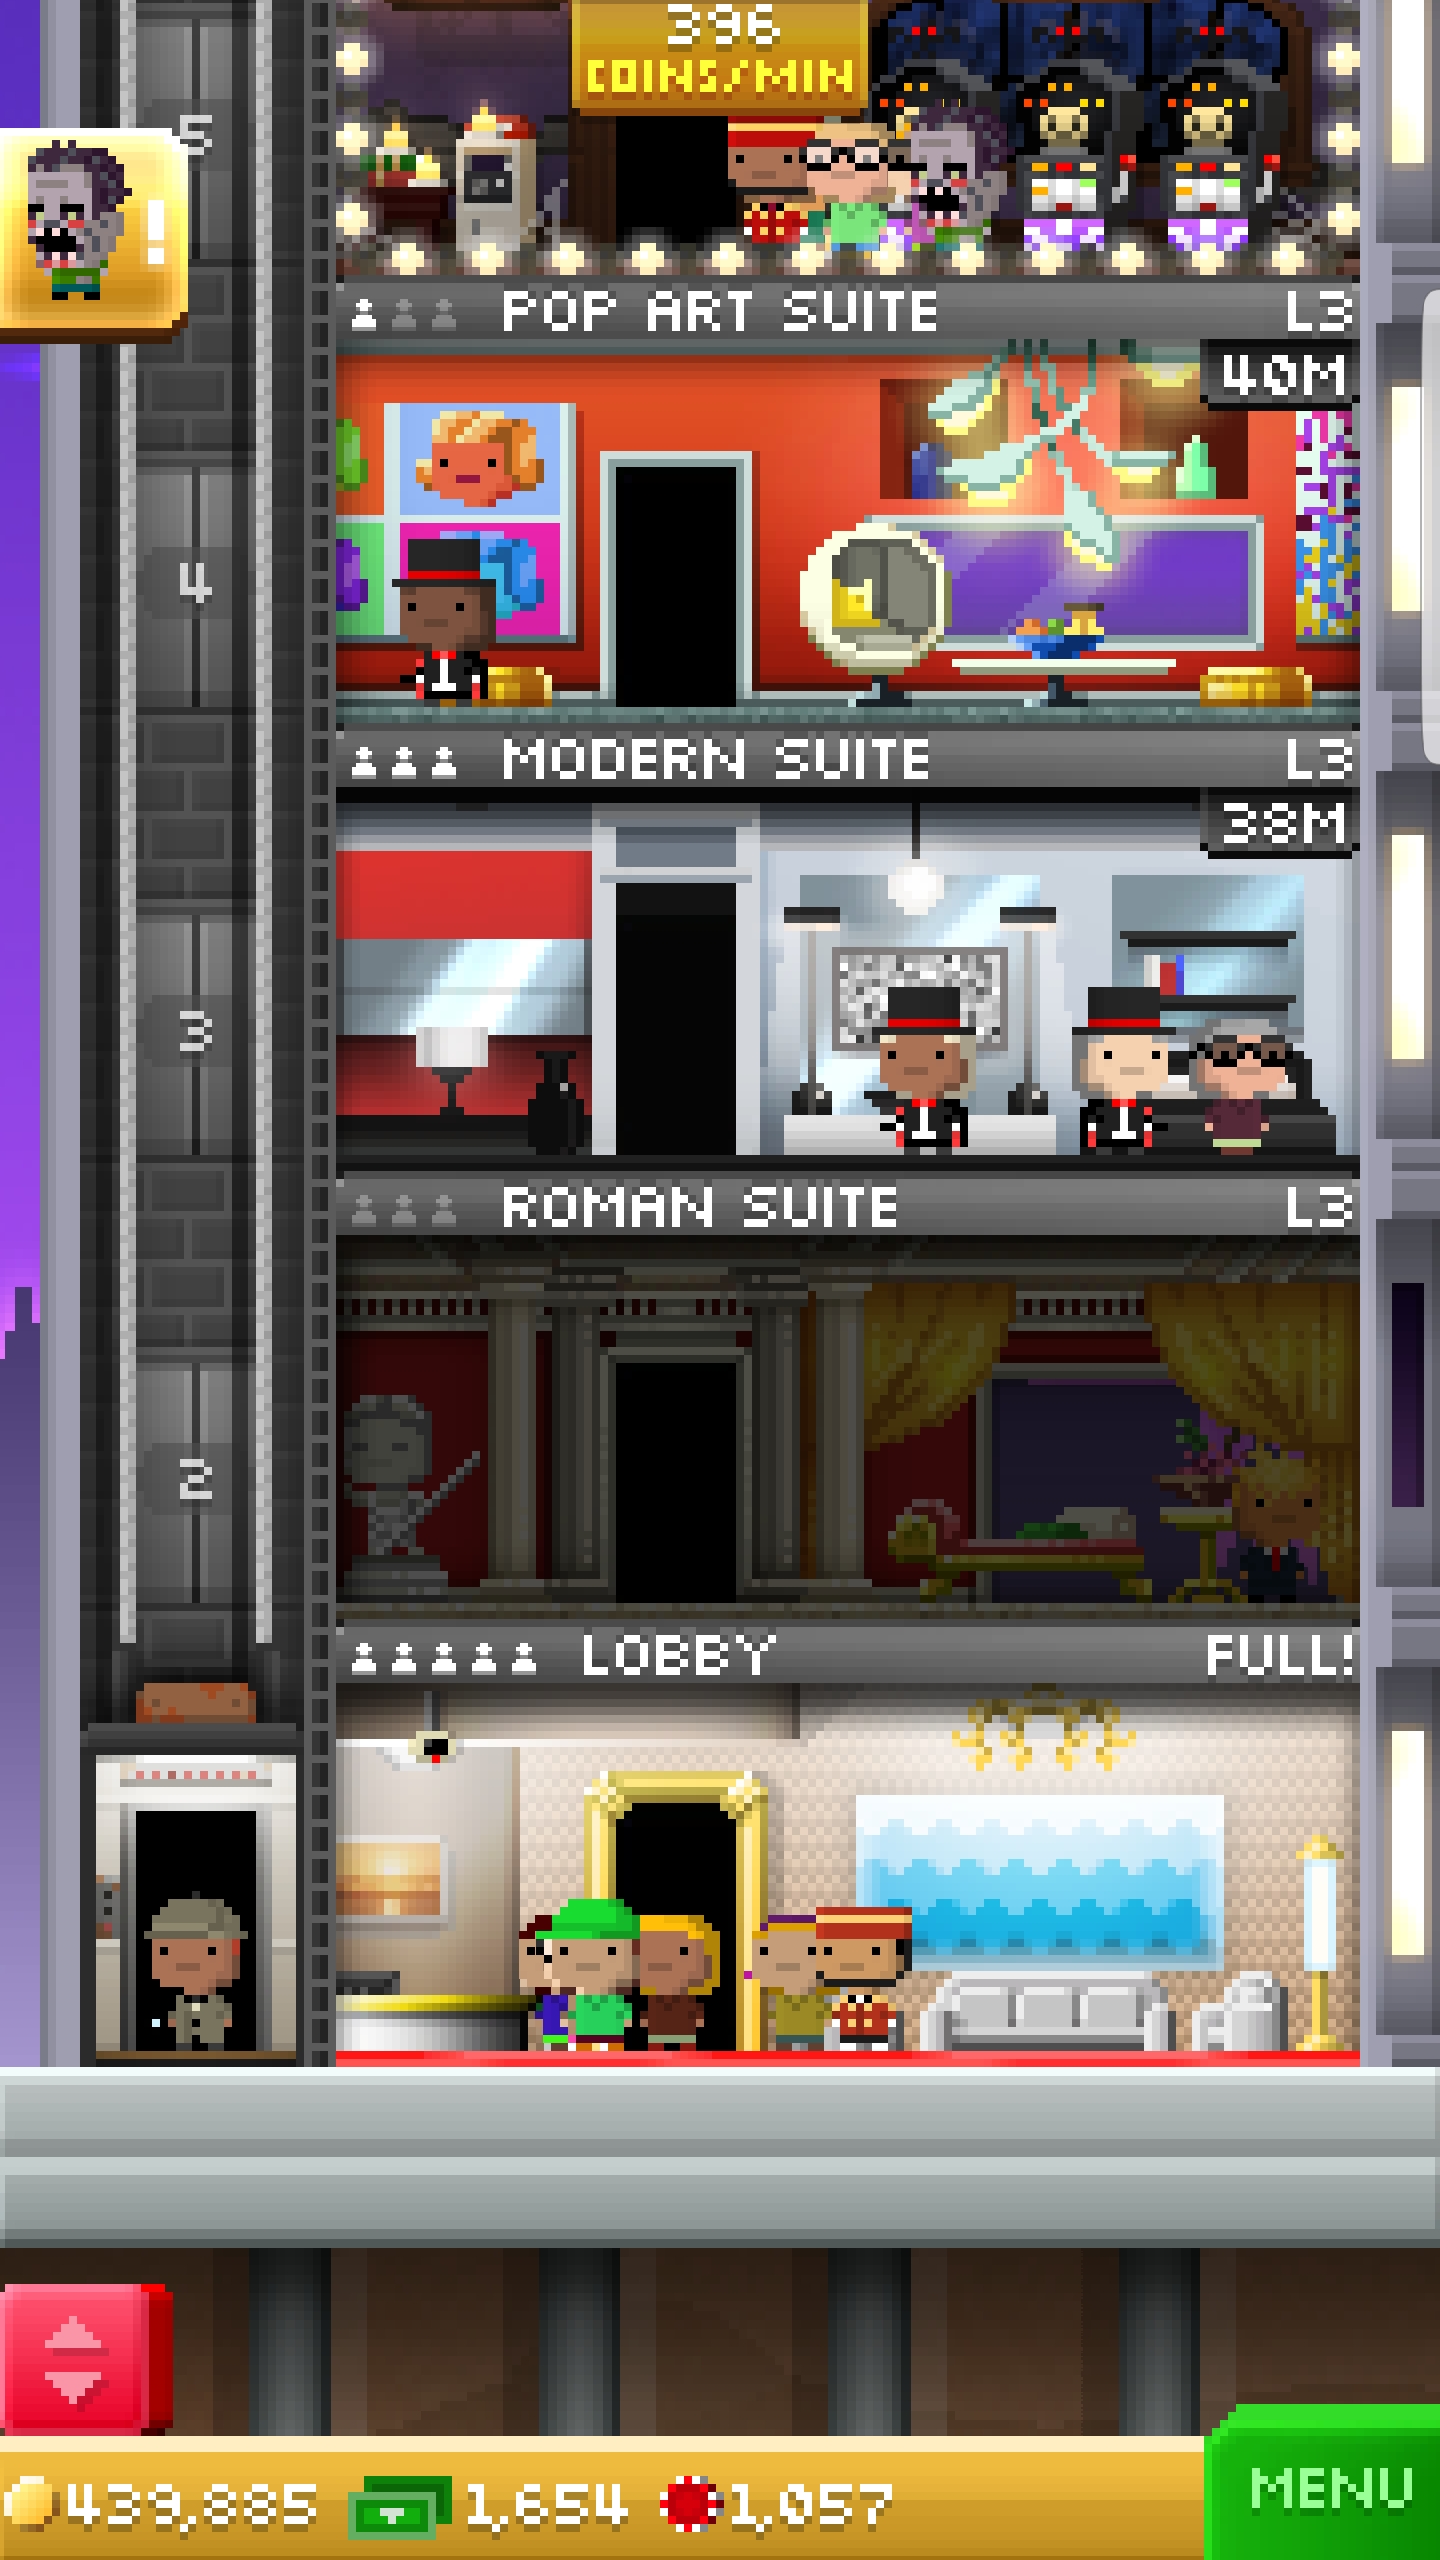 396
COINS/MIN
5
!
POP ART SUITE L3
40M
4
MODERN SUITE L3
38M
3
ROMAN SUITE L3
2
LOBBY FULL!
439,885 1,654 1,057
MENU